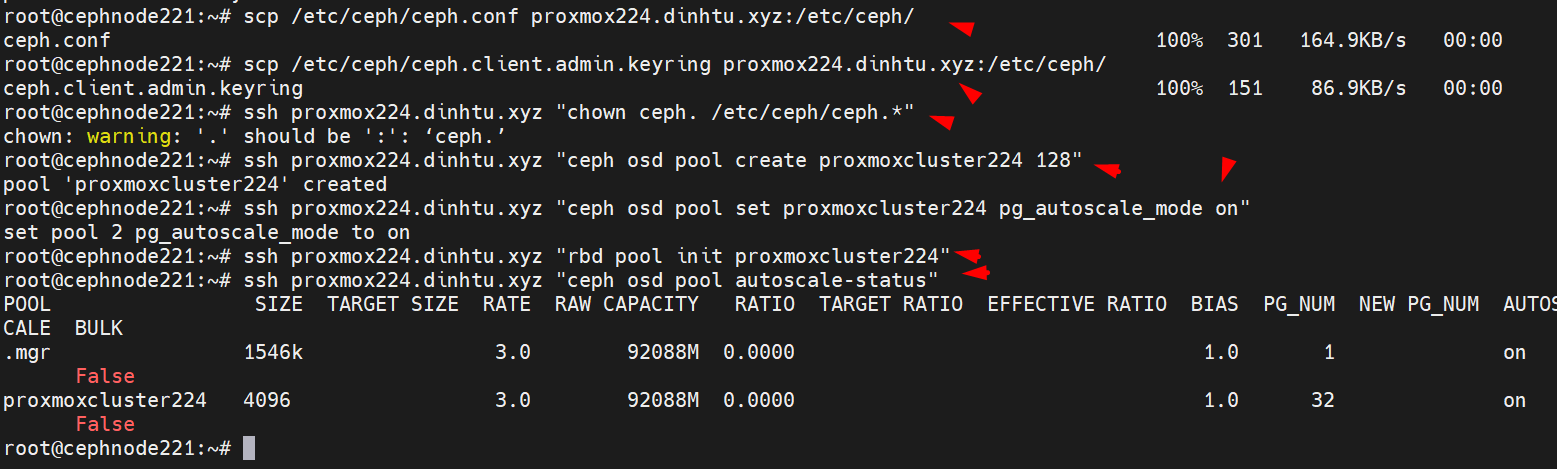 root@cephnode221:~# scp /etc/ceph/ceph.conf proxmox224.dinhtu.xyz:/etc/ceph/
ceph.conf 100% 301 164.9KB/s 00:00
root@cephnode221:~# scp /etc/ceph/ceph.client.admin.keyring proxmox224.dinhtu.xyz:/etc/ceph/
ceph.client.admin.keyring 100% 151 86.9KB/s 00:00
root@cephnode221:~# ssh proxmox224.dinhtu.xyz "chown ceph. /etc/ceph/ceph.*"
chown: warning: '.' should be ':': ‘ceph.’
root@cephnode221:~# ssh proxmox224.dinhtu.xyz "ceph osd pool create proxmoxcluster224 128"
pool 'proxmoxcluster224' created
root@cephnode221:~# ssh proxmox224.dinhtu.xyz "ceph osd pool set proxmoxcluster224 pg_autoscale_mode on"
set pool 2 pg_autoscale_mode to on
root@cephnode221:~# ssh proxmox224.dinhtu.xyz "rbd pool init proxmoxcluster224"
root@cephnode221:~# ssh proxmox224.dinhtu.xyz "ceph osd pool autoscale-status"
POOL SIZE TARGET SIZE RATE RAW CAPACITY RATIO TARGET RATIO EFFECTIVE RATIO BIAS PG_NUM NEW PG_NUM AUTOS
CALE BULK
.mgr 1546k 3.0 92088M 0.0000 1.0 1 on
False
proxmoxcluster224 4096 3.0 92088M 0.0000 1.0 32 on
False
root@cephnode221:~#